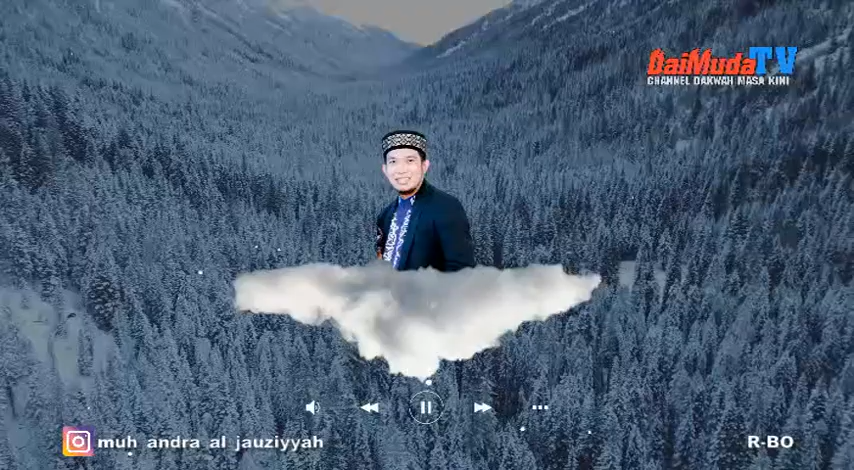 DaiMudaTV
CHANNEL DAKWAH MASA KINI
muh andra al jauziyyah
R-BO